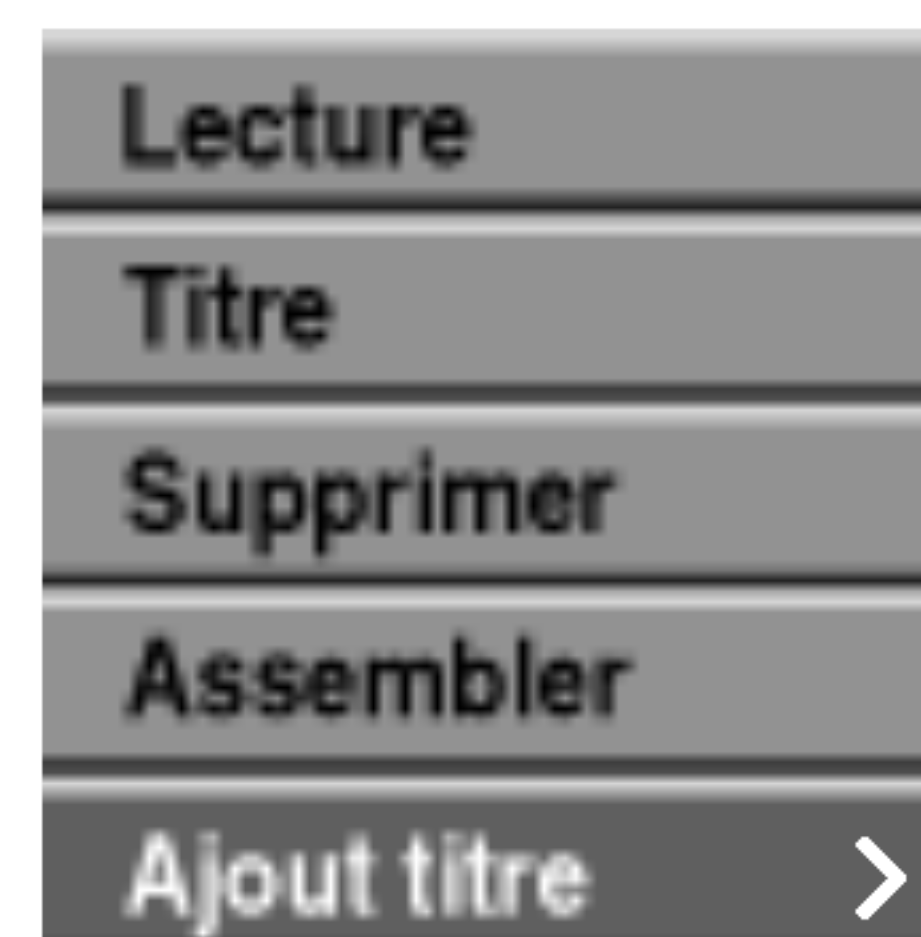 Lecture
Titre
Supprimer
Assembler
Ajout titre